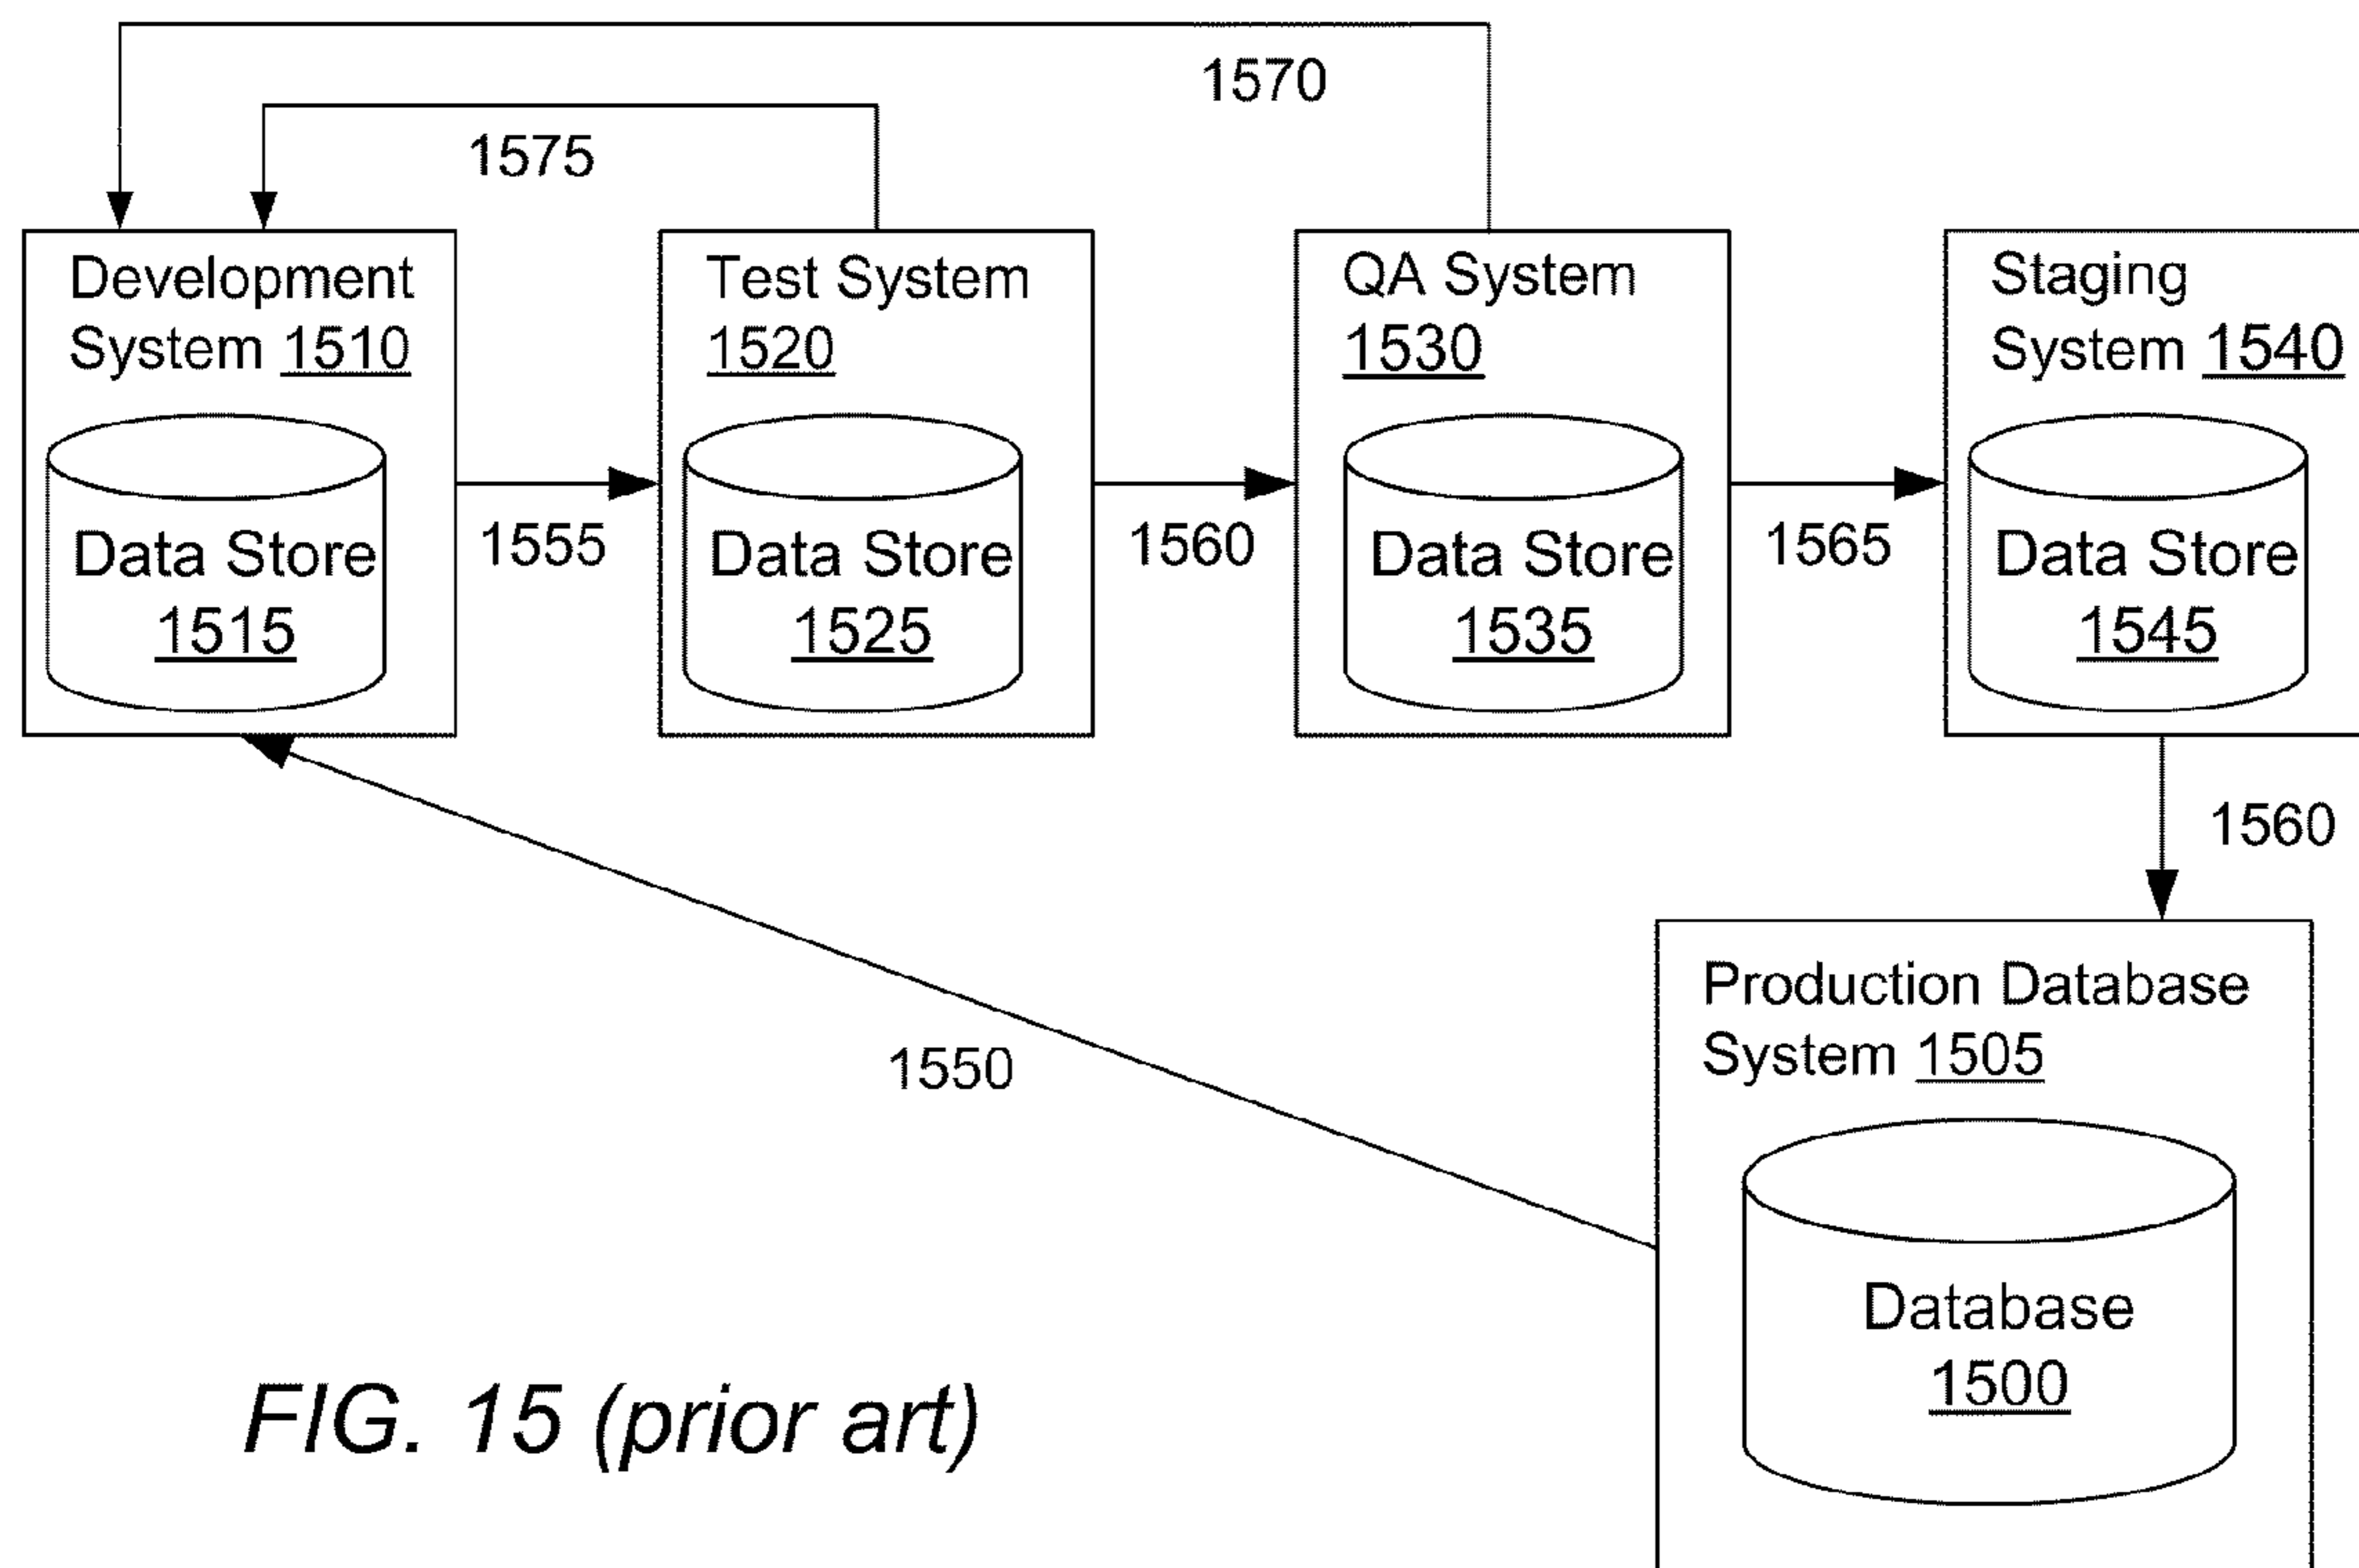 1570
1575
Development
System 1510
Data Store
1515
1555
Test System
1520
Data Store
1525
1560
QA System
1530
Data Store
1535
1565
Staging
System 1540
Data Store
1545
1560
1550
Production Database
System 1505
Database
1500
FIG. 15 (prior art)